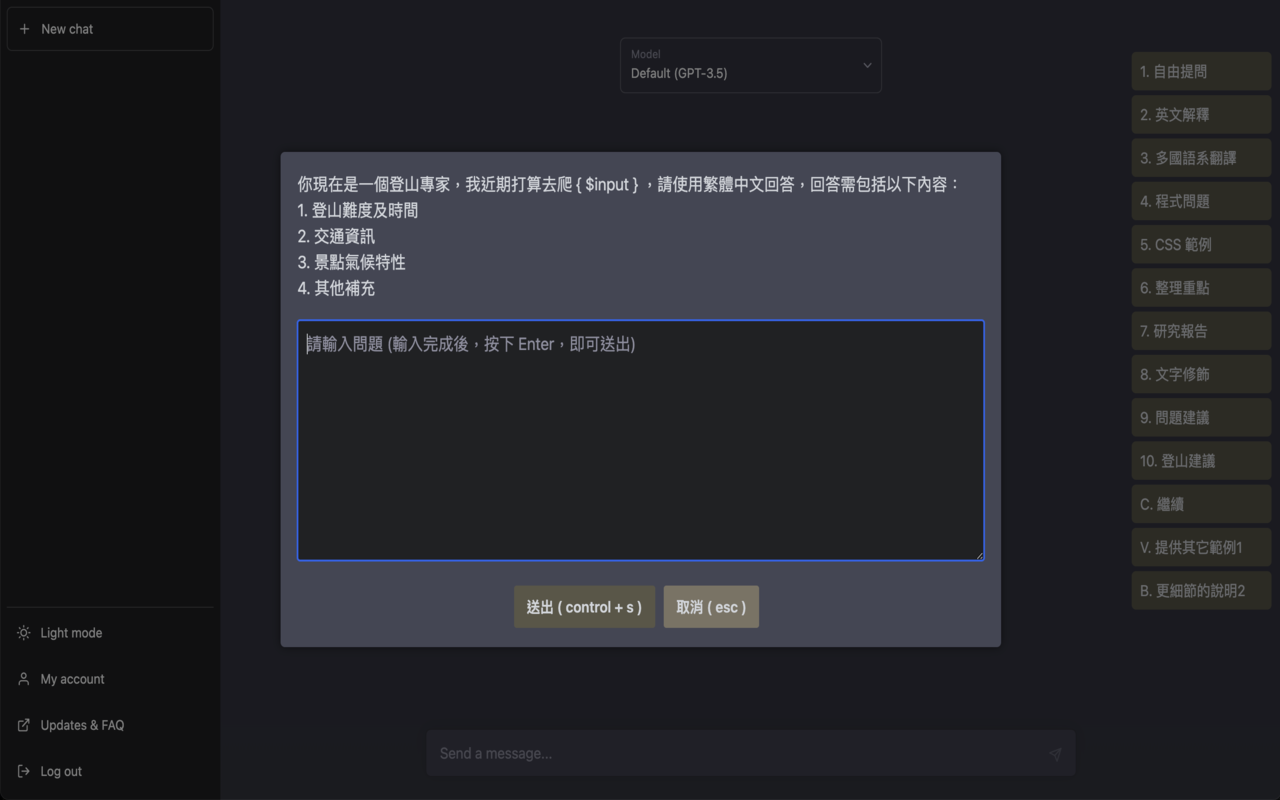 New chat
Model
Default (GPT-3.5)
1. 自由提問
2. 英文解釋
3. 多國語系翻譯
4. 程式問題
5. CSS 範例
6. 整理重點
7. 研究報告
8. 文字修飾
9. 問題建議
10. 登山建議
C. 繼續
V. 提供其它範例1
B. 更細節的說明2
你現在是一個登山專家，我近期打算去爬 { $input } ，請使用繁體中文回答，回答需包括以下內容：
1. 登山難度及時間
2. 交通資訊
3. 景點氣候特性
4. 其他補充
請輸入問題 (輸入完成後，按下 Enter，即可送出)
送出 ( control + s )
取消 ( esc )
Light mode
My account
Updates & FAQ
Log out
Send a message...